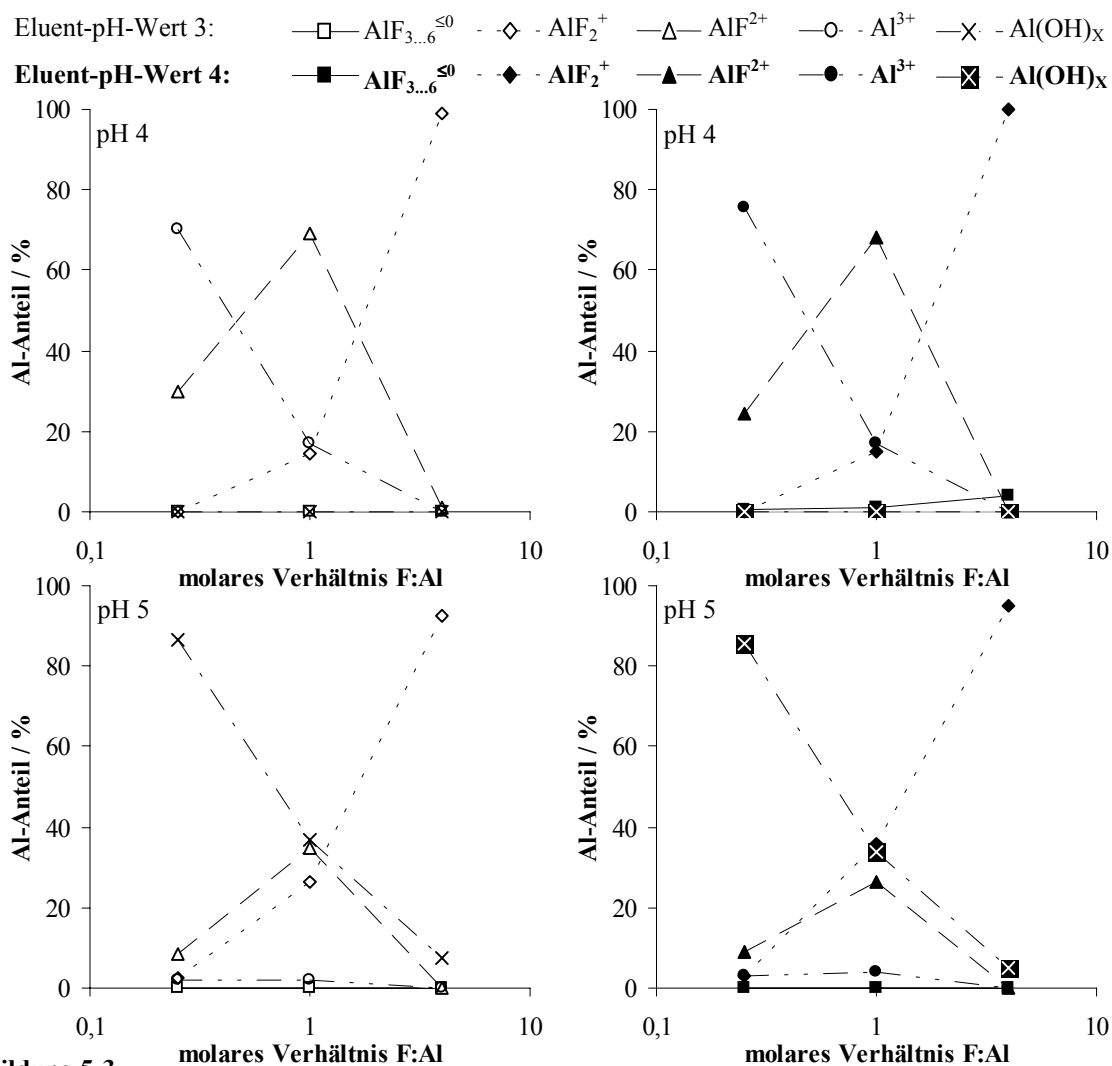 Eluent-pH-Wert 3: AlF₃...₆^≤0 AlF₂⁺ AlF²⁺ Al³⁺ Al(OH)ₓ
Eluent-pH-Wert 4: AlF₃...₆^≤0 AlF₂⁺ AlF²⁺ Al³⁺ Al(OH)ₓ
pH 4
Al-Anteil / %
100
80
60
40
20
0
0,1 1 10
molares Verhältnis F:Al
pH 4
Al-Anteil / %
100
80
60
40
20
0
0,1 1 10
molares Verhältnis F:Al
pH 5
Al-Anteil / %
100
80
60
40
20
0
0,1 1 10
molares Verhältnis F:Al
pH 5
Al-Anteil / %
100
80
60
40
20
0
0,1 1 10
molares Verhältnis F:Al